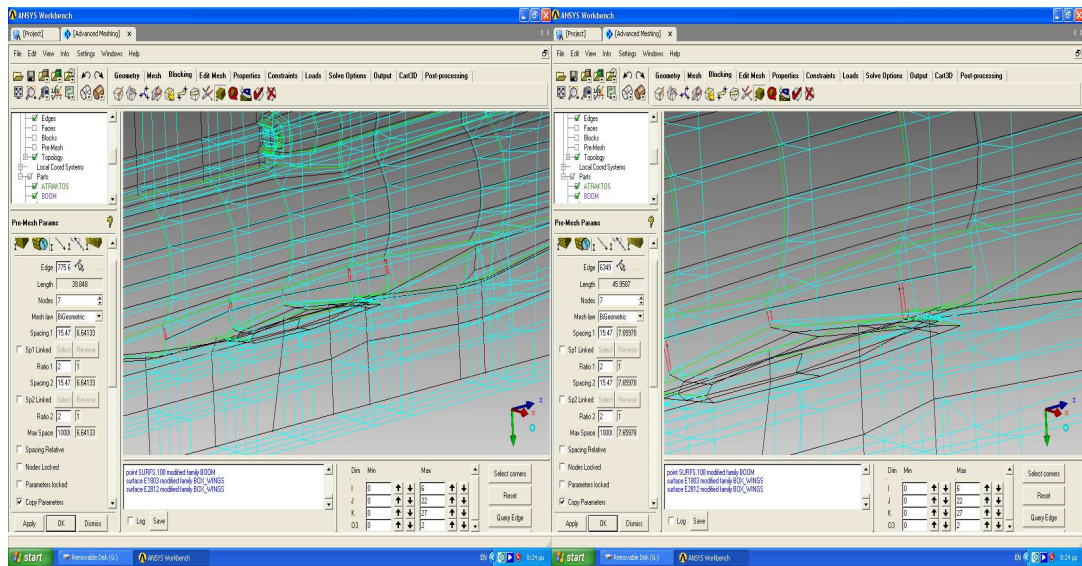 ANSYS Workbench
[Project] [Advanced Meshing] x
File Edit View Info Settings Windows Help
Geometry Mesh Blocking Edit Mesh Properties Constraints Loads Solve Options Output Cart3D Post-processing
Edges
Faces
Blocks
Pre-Mesh
Topology
Local Coord Systems
Parts
ATRAKTOS
BOOM
Pre-Mesh Params
Edge 775 6
Length 39.848
Nodes 7
Mesh law BiGeometric
Spacing 1 15.47 6.64133
Sp1 Linked Select Reverse
Ratio 1 2 1
Spacing 2 15.47 6.64133
Sp2 Linked Select Reverse
Ratio 2 2 1
Max Space 1000 6.64133
Spacing Relative
Nodes Locked
Parameters locked
Copy Parameters
Apply OK Dismiss
z
x
point SURFS.108 modified family BOOM
surface E1803 modified family BOX_WINGS
surface E2812 modified family BOX_WINGS
Log Save
Dim Min Max
I 0 6
J 0 22
K 0 27
O3 0 2
Select corners
Reset
Query Edge
start Removable Disk (G:) ANSYS Workbench EN 8:24 μμ
ANSYS Workbench
[Project] [Advanced Meshing] x
File Edit View Info Settings Windows Help
Geometry Mesh Blocking Edit Mesh Properties Constraints Loads Solve Options Output Cart3D Post-processing
Edges
Faces
Blocks
Pre-Mesh
Topology
Local Coord Systems
Parts
ATRAKTOS
BOOM
Pre-Mesh Params
Edge 6349
Length 45.9587
Nodes 7
Mesh law BiGeometric
Spacing 1 15.47 7.65978
Sp1 Linked Select Reverse
Ratio 1 2 1
Spacing 2 15.47 7.65978
Sp2 Linked Select Reverse
Ratio 2 2 1
Max Space 1000 7.65978
Spacing Relative
Nodes Locked
Parameters locked
Copy Parameters
Apply OK Dismiss
z
x
point SURFS.108 modified family BOOM
surface E1803 modified family BOX_WINGS
surface E2812 modified family BOX_WINGS
Log Save
Dim Min Max
I 0 6
J 0 22
K 0 27
O3 0 2
Select corners
Reset
Query Edge
start Removable Disk (G:) ANSYS Workbench EN 8:24 μμ